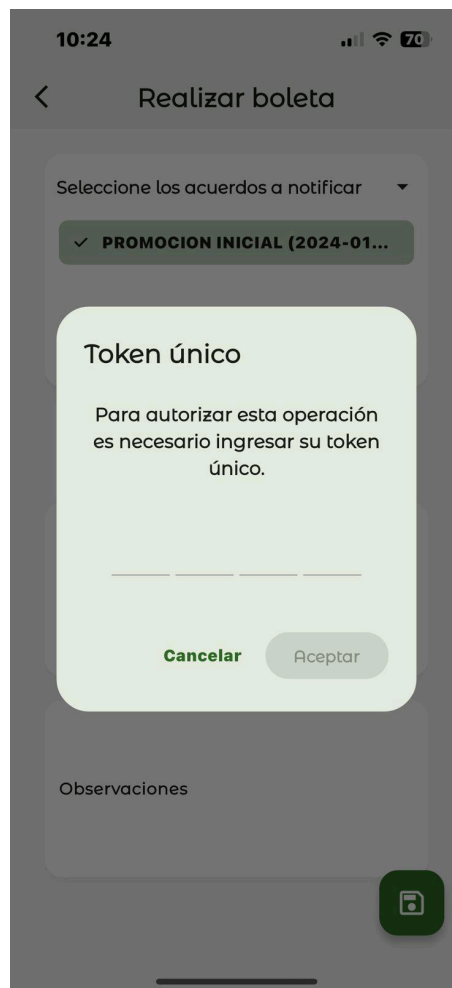 10:24
70
Realizar boleta
Seleccione los acuerdos a notificar
PROMOCION INICIAL (2024-01...
Token único
Para autorizar esta operación
es necesario ingresar su token
único.
Cancelar
Aceptar
Observaciones